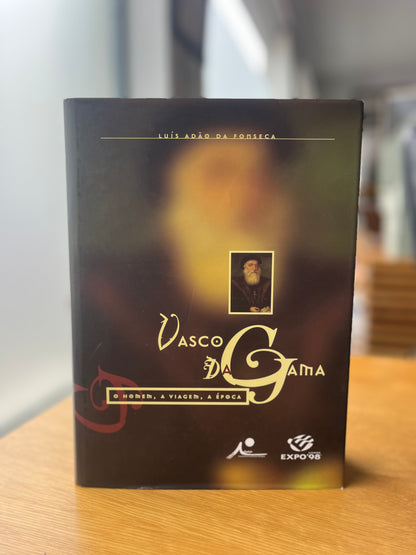 LUÍS ADÃO DA FONSECA
VASCO
DA GAMA
O HOMEM, A VIAGEM, A ÉPOCA
EXPO'98